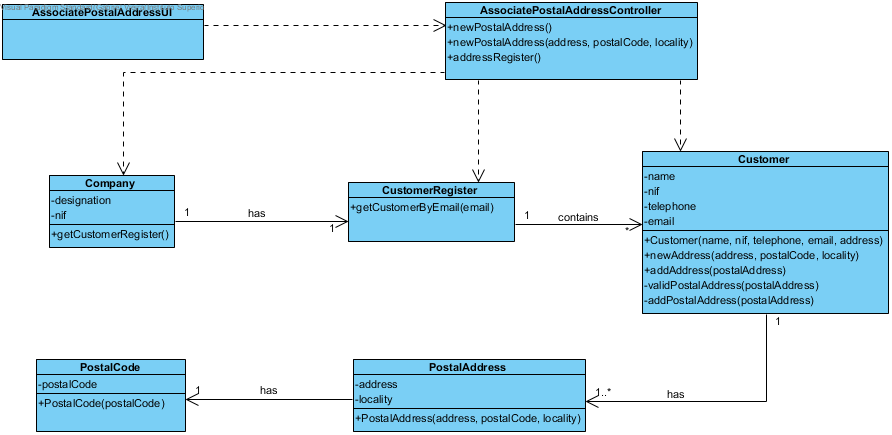 AssociatePostalAddressUI
AssociatePostalAddressController
+newPostalAddress()
+newPostalAddress(address, postalCode, locality)
+addressRegister()
Company
-designation
-nif
+getCustomerRegister()
1
has
1
CustomerRegister
+getCustomerByEmail(email)
1
contains
*
Customer
-name
-nif
-telephone
-email
+Customer(name, nif, telephone, email, address)
+newAddress(address, postalCode, locality)
+addAddress(postalAddress)
-validPostalAddress(postalAddress)
-addPostalAddress(postalAddress)
1
has
1..*
PostalAddress
-address
-locality
+PostalAddress(address, postalCode, locality)
has
1
PostalCode
-postalCode
+PostalCode(postalCode)